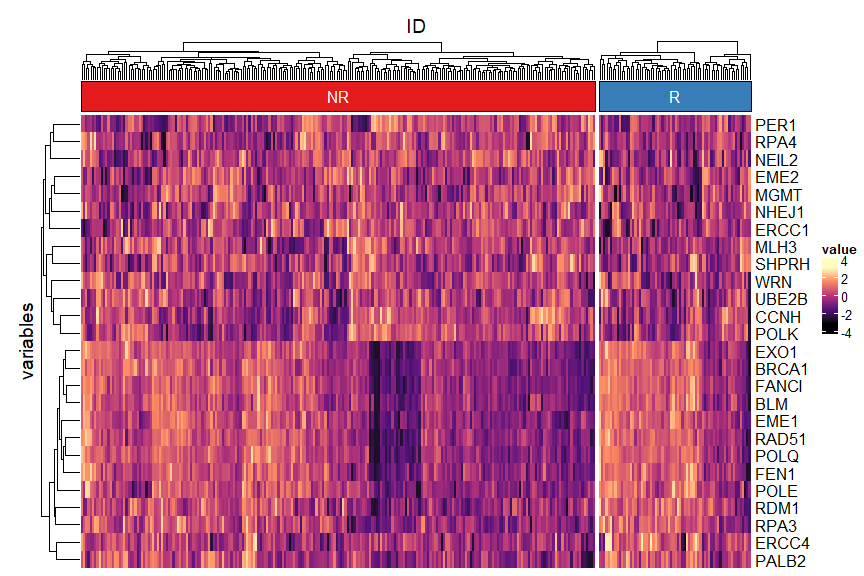 ID
NR
R
PER1
RPA4
NEIL2
EME2
MGMT
NHEJ1
ERCC1
MLH3
SHPRH
WRN
UBE2B
CCNH
POLK
EXO1
BRCA1
FANCI
BLM
EME1
RAD51
POLQ
FEN1
POLE
RDM1
RPA3
ERCC4
PALB2
variables
value
4
2
0
-2
-4